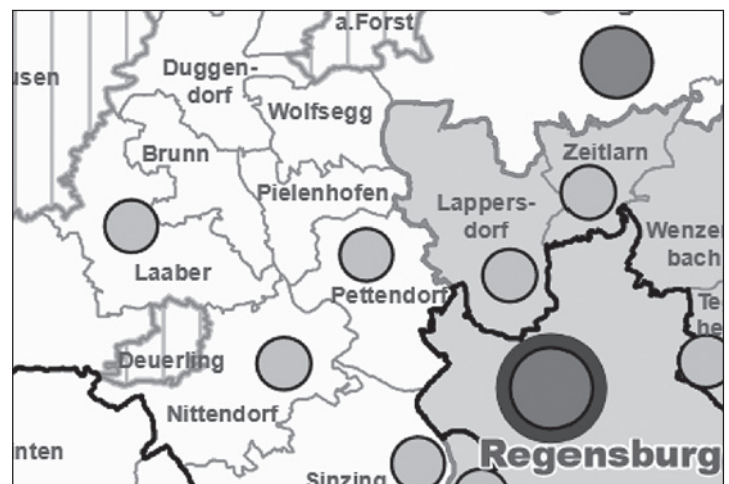 a.Forst
usen
Duggen-
dorf
Wolfsegg
Brunn
Zeitlarn
Pielenhofen
Lappers-
dorf
Wenze
bach
Laaber
Pettendorf
Te
he
Deuerling
Nittendorf
nten
Regensburg
Sinzing